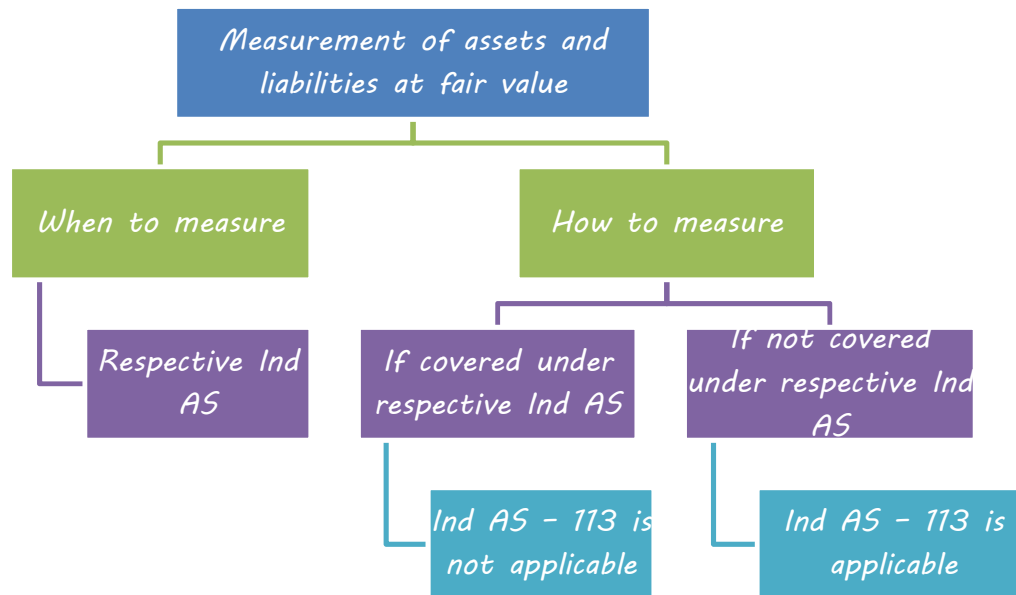 Measurement of assets and
liabilities at fair value
When to measure
How to measure
Respective Ind
AS
If covered under
respective Ind AS
If not covered
under respective Ind
AS
Ind AS - 113 is
not applicable
Ind AS - 113 is
applicable